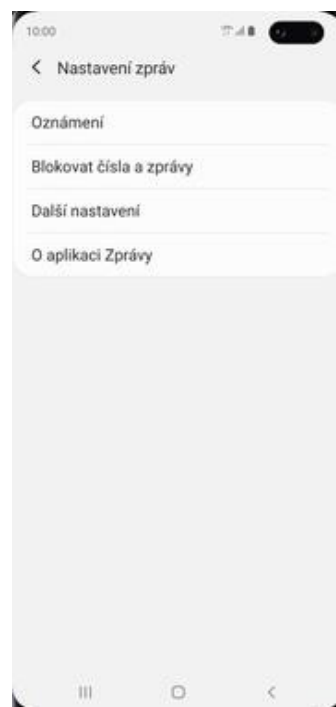 10:00
Nastavení zpráv
Oznámení
Blokovat čísla a zprávy
Další nastavení
O aplikaci Zprávy